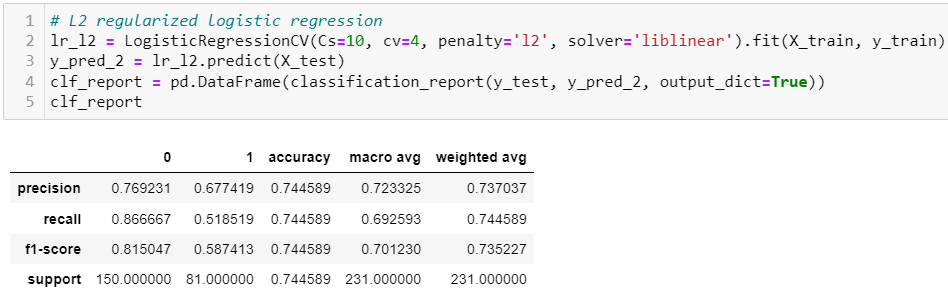 1 # L2 regularized logistic regression
2 lr_l2 = LogisticRegressionCV(Cs=10, cv=4, penalty='l2', solver='liblinear').fit(X_train, y_train)
3 y_pred_2 = lr_l2.predict(X_test)
4 clf_report = pd.DataFrame(classification_report(y_test, y_pred_2, output_dict=True))
5 clf_report
0 1 accuracy macro avg weighted avg
precision 0.769231 0.677419 0.744589 0.723325 0.737037
recall 0.866667 0.518519 0.744589 0.692593 0.744589
f1-score 0.815047 0.587413 0.744589 0.701230 0.735227
support 150.000000 81.000000 0.744589 231.000000 231.000000